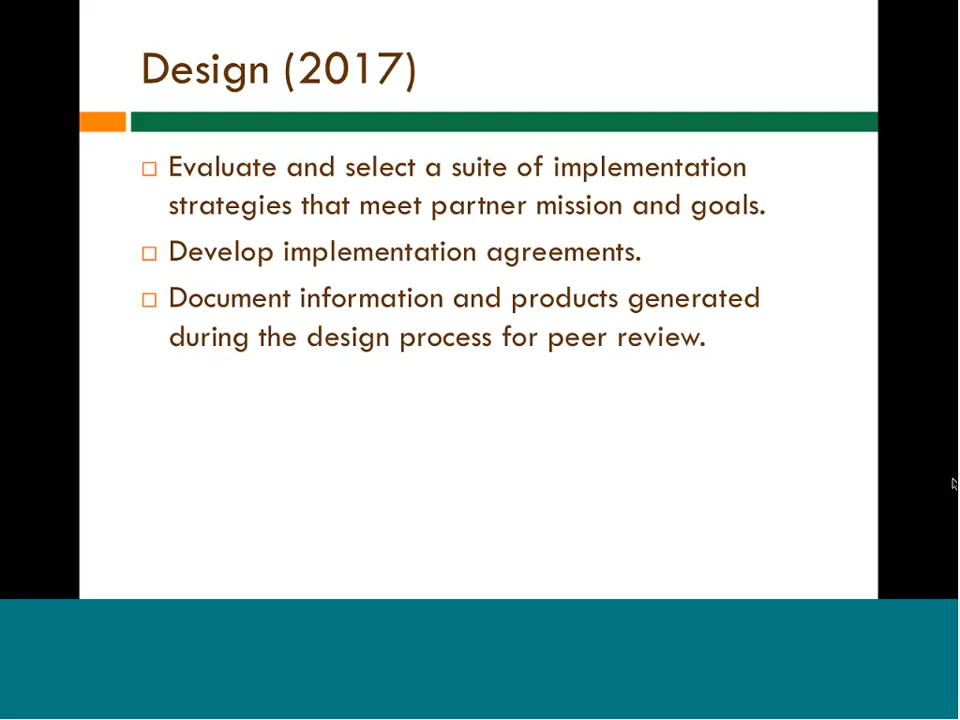 Design (2017)
Evaluate and select a suite of implementation
strategies that meet partner mission and goals.
Develop implementation agreements.
Document information and products generated
during the design process for peer review.